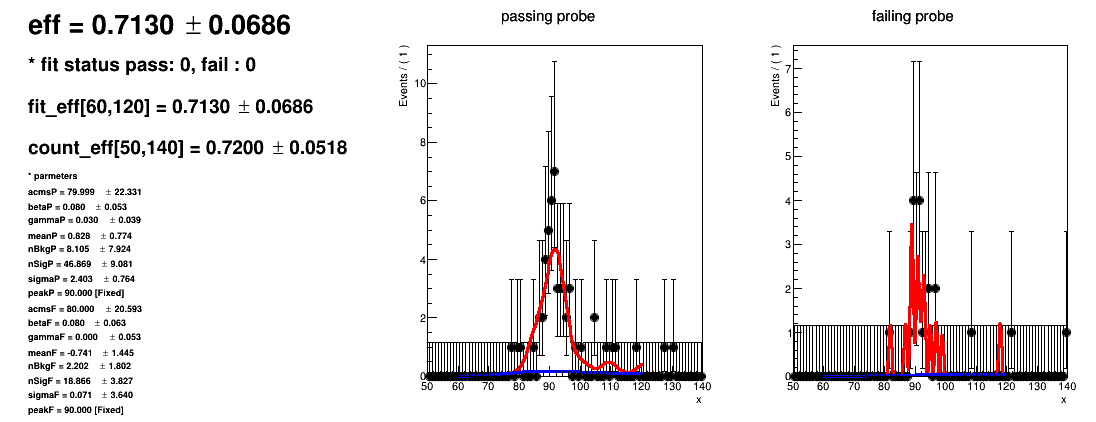 eff = 0.7130 ± 0.0686
* fit status pass: 0, fail : 0
fit_eff[60,120] = 0.7130 ± 0.0686
count_eff[50,140] = 0.7200 ± 0.0518
* parmeters
acmsP = 79.999 ± 22.331
betaP = 0.080 ± 0.053
gammaP = 0.030 ± 0.039
meanP = 0.828 ± 0.774
nBkgP = 8.105 ± 7.924
nSigP = 46.869 ± 9.081
sigmaP = 2.403 ± 0.764
peakP = 90.000 [Fixed]
acmsF = 80.000 ± 20.593
betaF = 0.080 ± 0.063
gammaF = 0.000 ± 0.053
meanF = -0.741 ± 1.445
nBkgF = 2.202 ± 1.802
nSigF = 18.866 ± 3.827
sigmaF = 0.071 ± 3.640
peakF = 90.000 [Fixed]
passing probe
Events / ( 1 )
10
8
6
4
2
0
50 60 70 80 90 100 110 120 130 140
x
failing probe
Events / ( 1 )
7
6
5
4
3
2
1
0
50 60 70 80 90 100 110 120 130 140
x